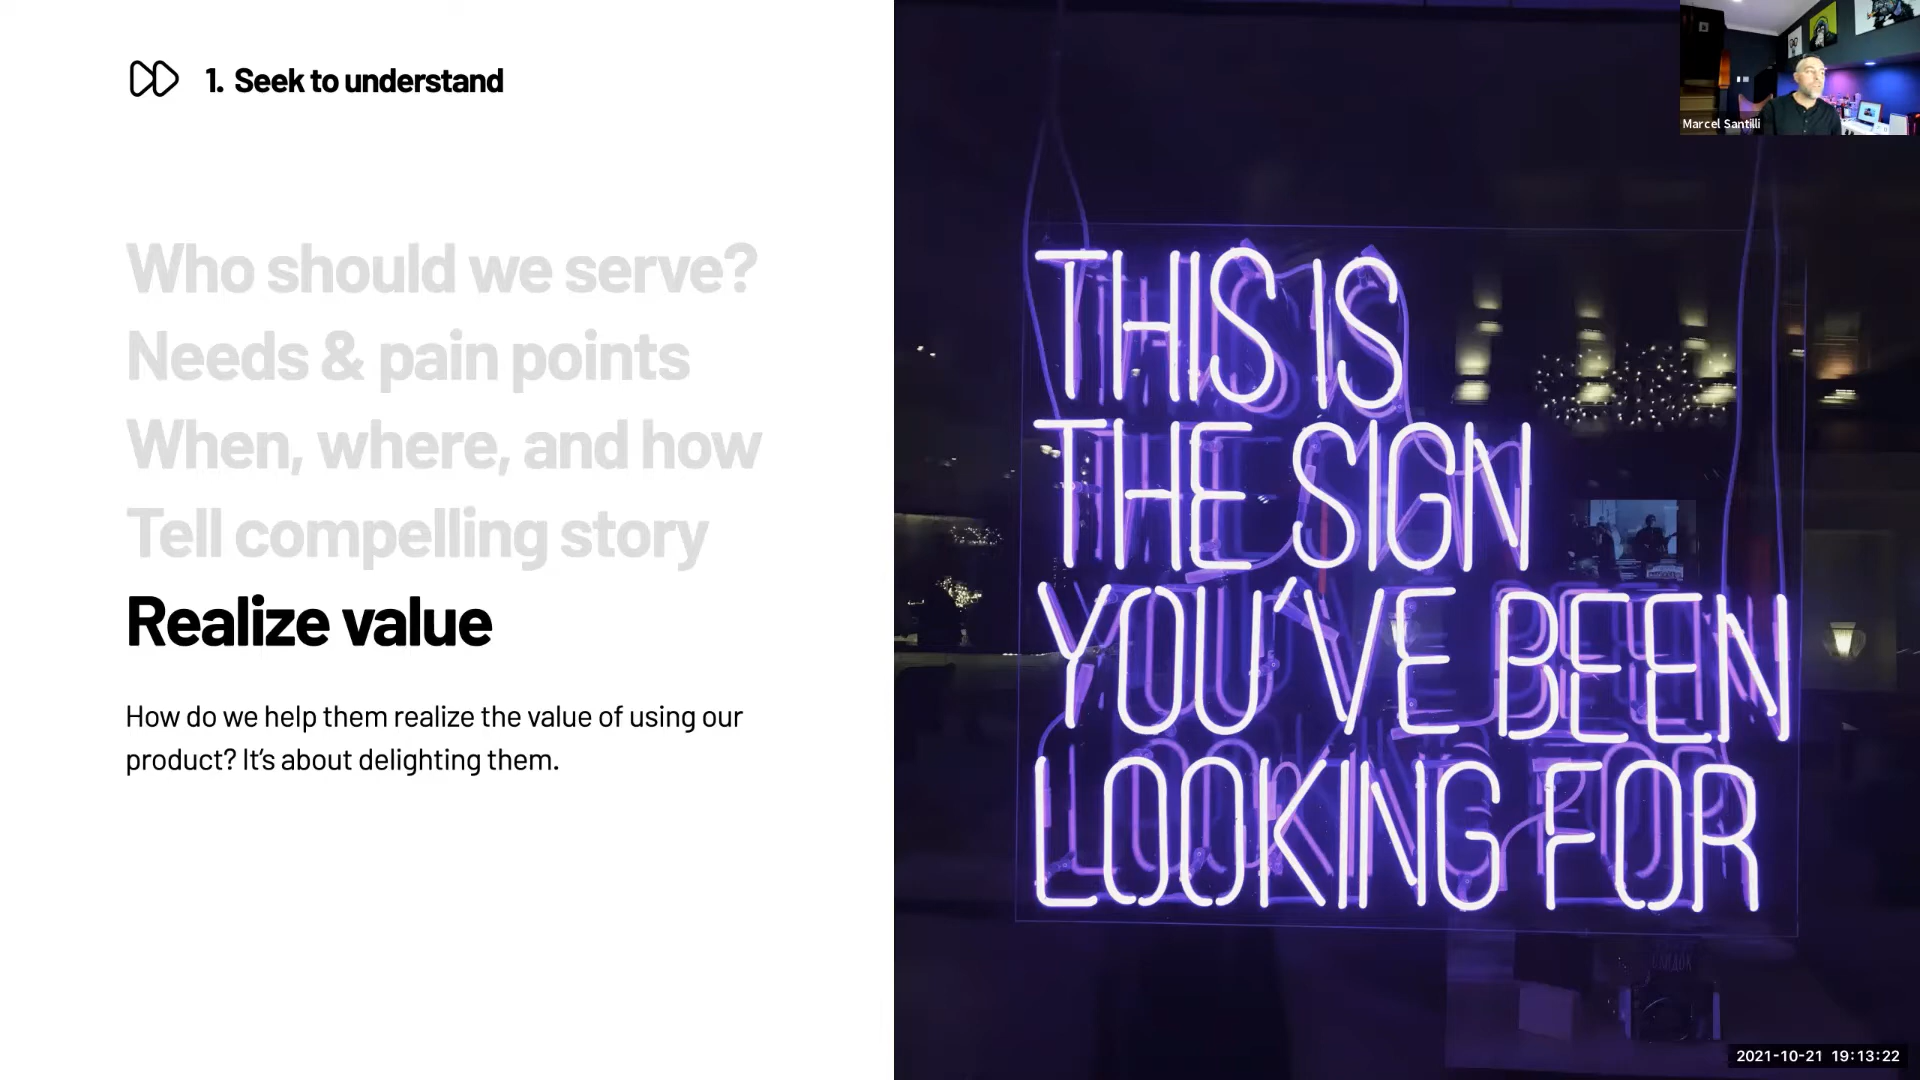 1. Seek to understand
Who should we serve?
Needs & pain points
When, where, and how
Tell compelling story
Realize value
How do we help them realize the value of using our
product? It's about delighting them.
THIS IS
THE SIGN
YOU'VE BEEN
LOOKING FOR
Marcel Santilli
2021-10-21 19:13:22